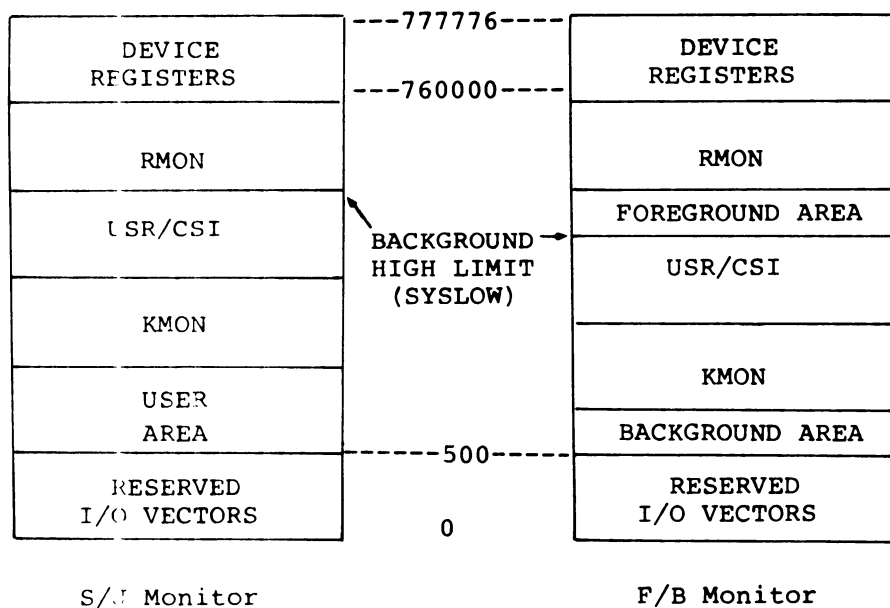 DEVICE
REGISTERS
RMON
USR/CSI
KMON
USER
AREA
RESERVED
I/O VECTORS
S/J Monitor
---777776---
---760000---
BACKGROUND
HIGH LIMIT
(SYSLOW)
------500------
0
DEVICE
REGISTERS
RMON
FOREGROUND AREA
USR/CSI
KMON
BACKGROUND AREA
RESERVED
I/O VECTORS
F/B Monitor